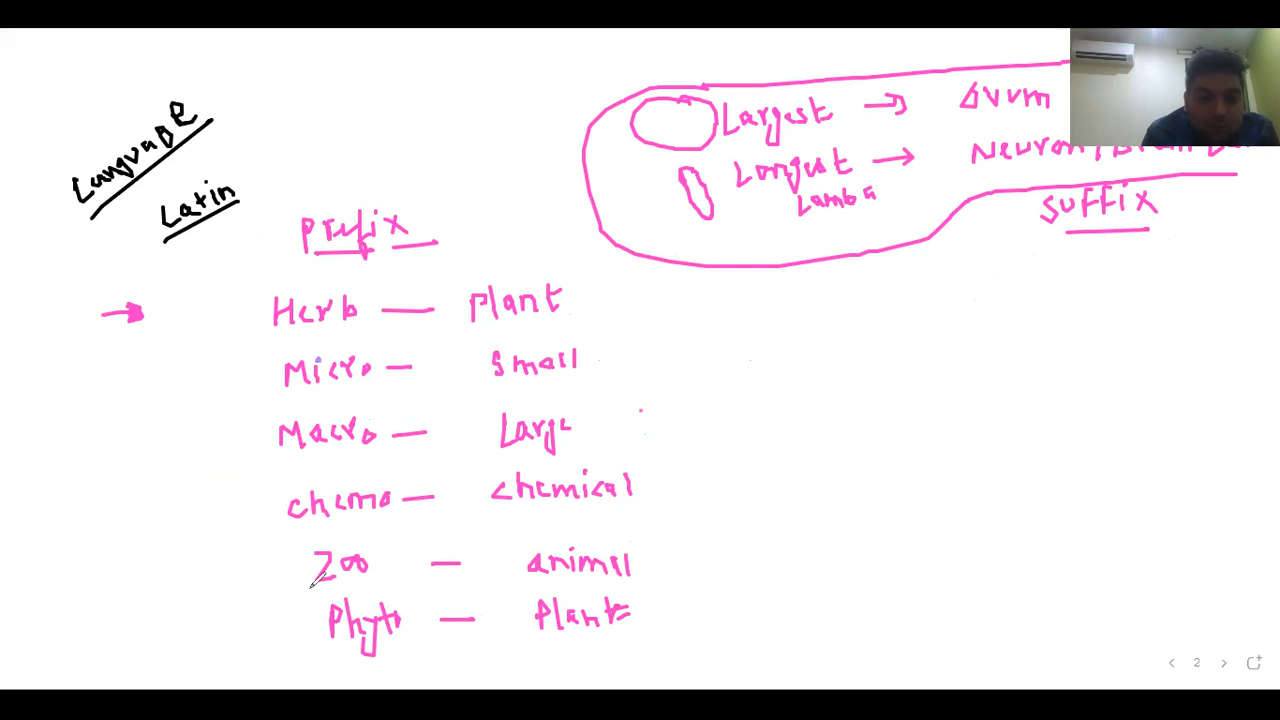 LanguagE
Latin
Prefix
Herb — Plant
Micro — Small
Macro — Large
chemo — chemical
Zoo — animal
Phyto — Plant
Largest → Ovum
Longest → Neuron /
Lamba
Suffix
2